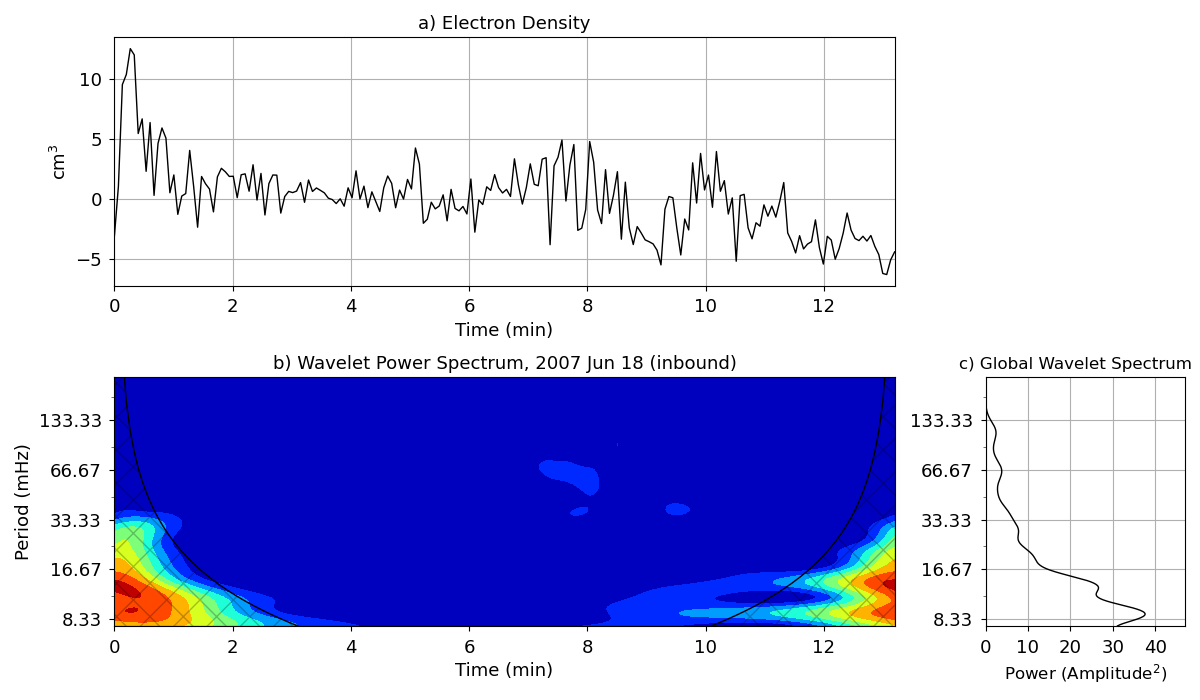 a) Electron Density
10
5
0
−5
cm³
0 2 4 6 8 10 12
Time (min)
b) Wavelet Power Spectrum, 2007 Jun 18 (inbound)
133.33
66.67
33.33
16.67
8.33
Period (mHz)
0 2 4 6 8 10 12
Time (min)
c) Global Wavelet Spectrum
133.33
66.67
33.33
16.67
8.33
0 10 20 30 40
Power (Amplitude²)